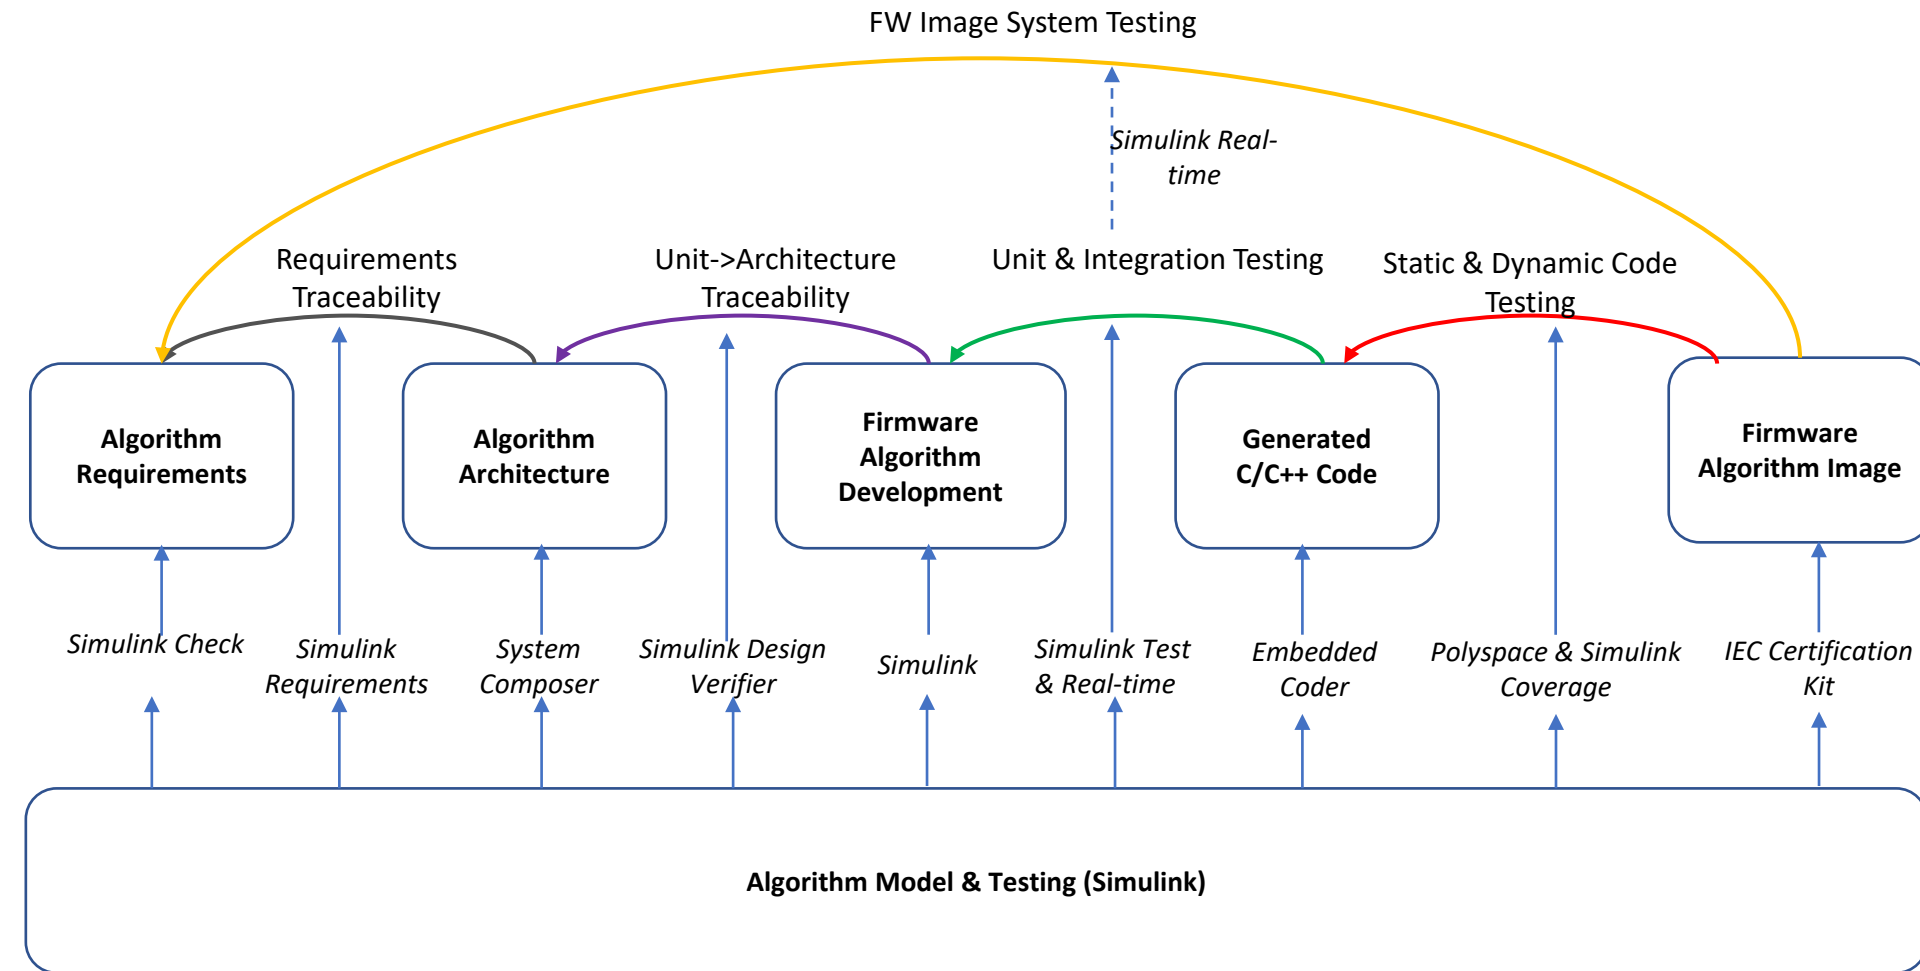 FW Image System Testing
Simulink Real-
time
Requirements
Traceability
Unit->Architecture
Traceability
Unit & Integration Testing
Static & Dynamic Code
Testing
Algorithm
Requirements
Algorithm
Architecture
Firmware
Algorithm
Development
Generated
C/C++ Code
Firmware
Algorithm Image
Simulink Check
Simulink
Requirements
System
Composer
Simulink Design
Verifier
Simulink
Simulink Test
& Real-time
Embedded
Coder
Polyspace & Simulink
Coverage
IEC Certification
Kit
Algorithm Model & Testing (Simulink)